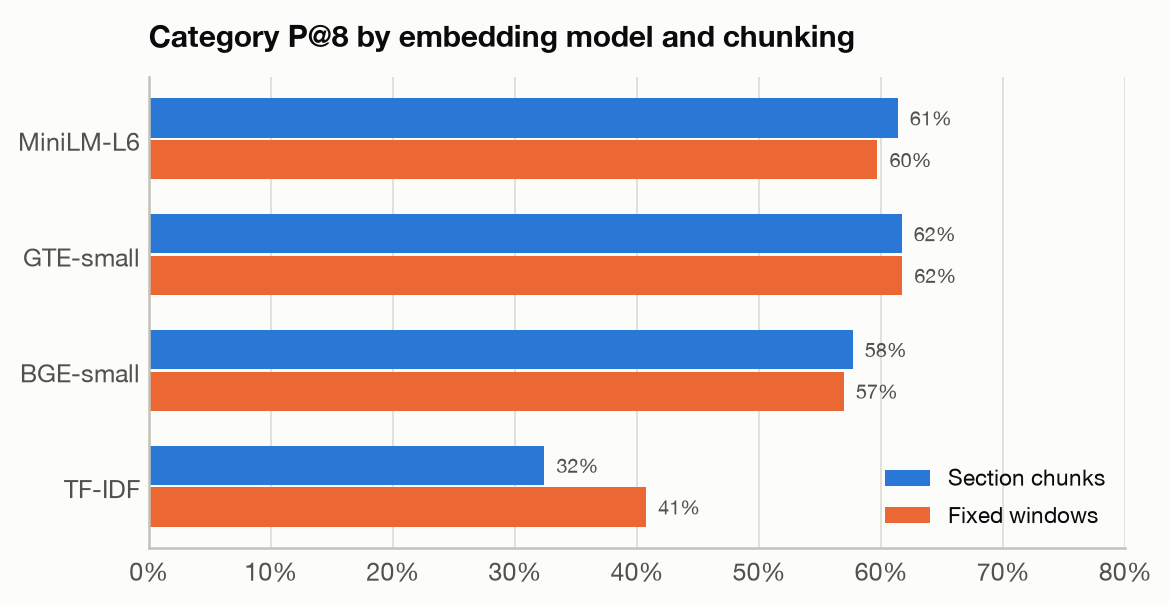 Category P@8 by embedding model and chunking
MiniLM-L6
61%
60%
GTE-small
62%
62%
BGE-small
58%
57%
TF-IDF
32%
41%
Section chunks
Fixed windows
0% 10% 20% 30% 40% 50% 60% 70% 80%